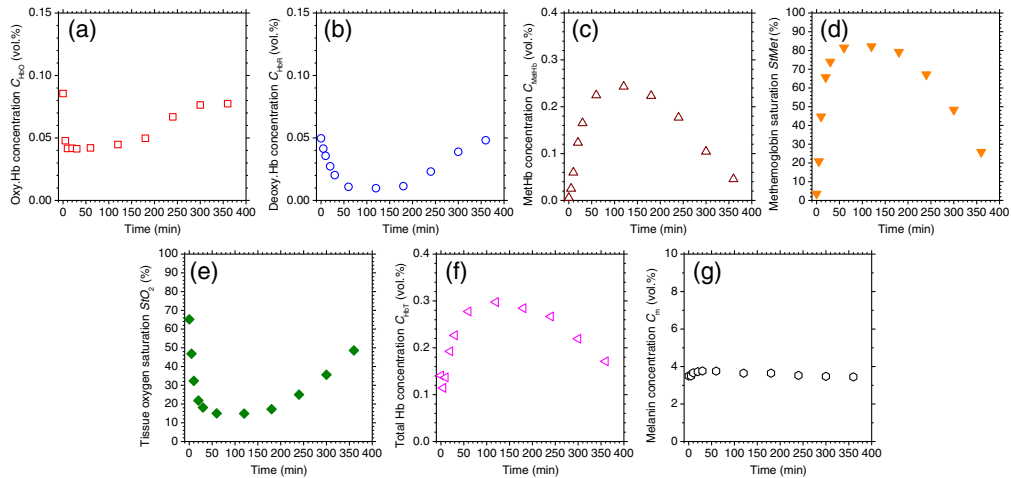 (a)
Oxy.Hb concentration C_HbO (vol.%)
0.15
0.10
0.05
0.00
0 50 100 150 200 250 300 350 400
Time (min)
(b)
Deoxy.Hb concentration C_HbR (vol.%)
0.15
0.10
0.05
0.00
0 50 100 150 200 250 300 350 400
Time (min)
(c)
MetHb concentration C_MetHb (vol.%)
0.4
0.3
0.2
0.1
0.0
0 50 100 150 200 250 300 350 400
Time (min)
(d)
Methemoglobin saturation StMet (%)
100
90
80
70
60
50
40
30
20
10
0
0 50 100 150 200 250 300 350 400
Time (min)
(e)
Tissue oxygen saturation StO2 (%)
100
90
80
70
60
50
40
30
20
10
0
0 50 100 150 200 250 300 350 400
Time (min)
(f)
Total Hb concentration C_HbT (vol.%)
0.4
0.3
0.2
0.1
0.0
0 50 100 150 200 250 300 350 400
Time (min)
(g)
Melanin concentration C_m (vol.%)
10
8
6
4
2
0
0 50 100 150 200 250 300 350 400
Time (min)